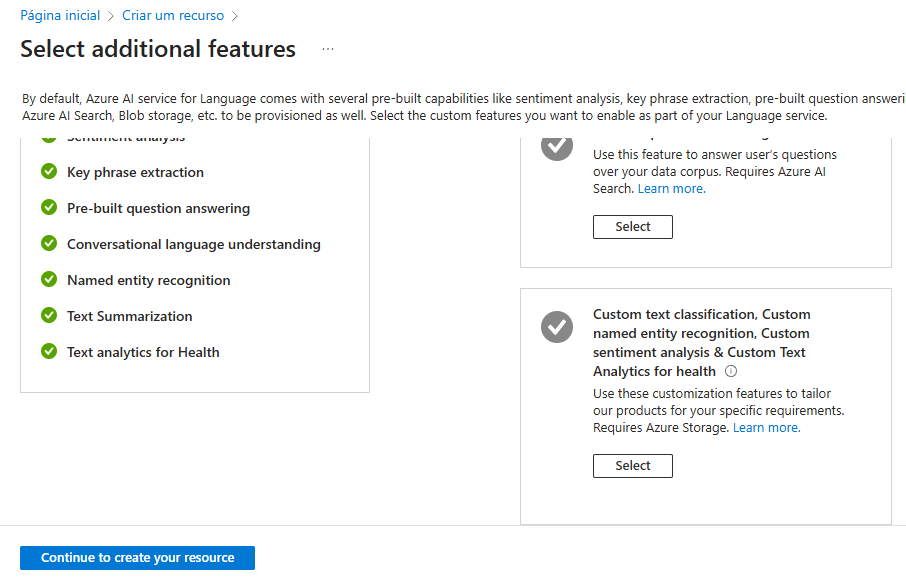 Página inicial > Criar um recurso >
Select additional features ...
By default, Azure AI service for Language comes with several pre-built capabilities like sentiment analysis, key phrase extraction, pre-built question answeri
Azure AI Search, Blob storage, etc. to be provisioned as well. Select the custom features you want to enable as part of your Language service.
Sentiment analysis
Key phrase extraction
Pre-built question answering
Conversational language understanding
Named entity recognition
Text Summarization
Text analytics for Health
Use this feature to answer user's questions
over your data corpus. Requires Azure AI
Search. Learn more.
Select
Custom text classification, Custom
named entity recognition, Custom
sentiment analysis & Custom Text
Analytics for health
Use these customization features to tailor
our products for your specific requirements.
Requires Azure Storage. Learn more.
Select
Continue to create your resource